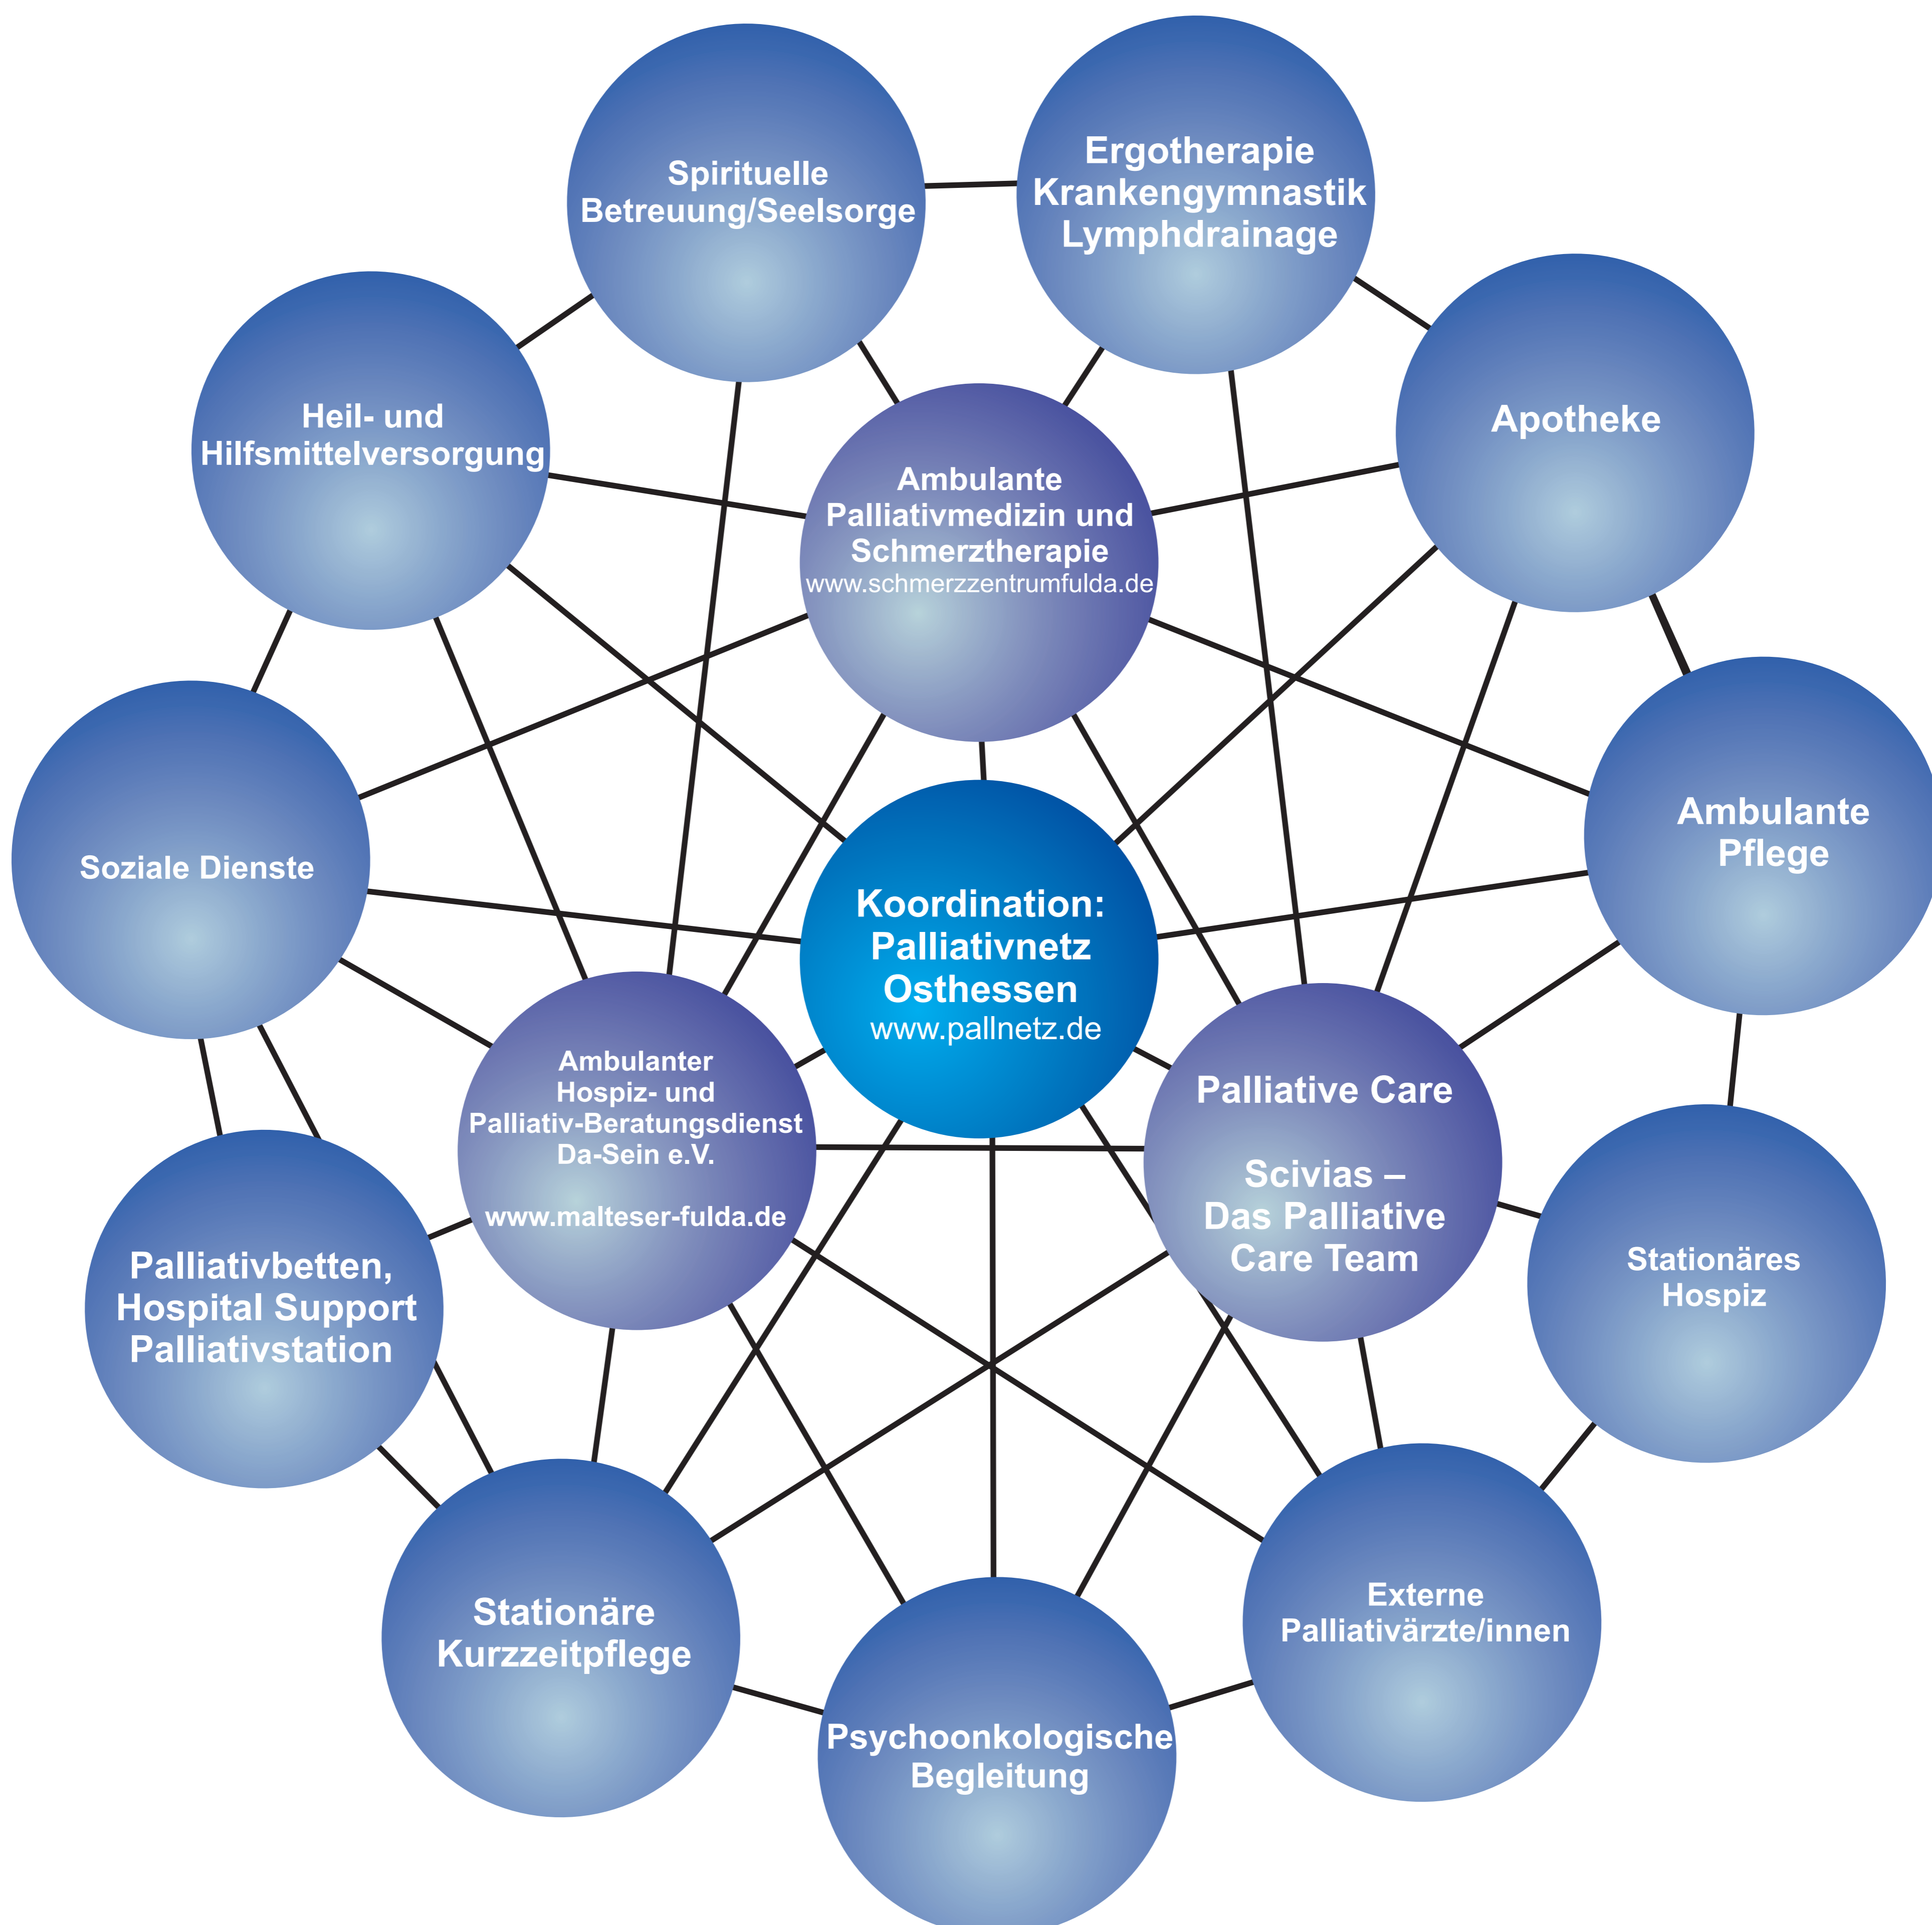 Spirituelle
Betreuung/Seelsorge
Ergotherapie
Krankengymnastik
Lymphdrainage
Heil- und
Hilfsmittelversorgung
Apotheke
Ambulante
Palliativmedizin und
Schmerztherapie
www.schmerzzentrumfulda.de
Soziale Dienste
Ambulante
Pflege
Koordination:
Palliativnetz
Osthessen
www.pallnetz.de
Ambulanter
Hospiz- und
Palliativ-Beratungsdienst
Da-Sein e.V.
www.malteser-fulda.de
Palliative Care
Scivias –
Das Palliative
Care Team
Palliativbetten,
Hospital Support
Palliativstation
Stationäres
Hospiz
Stationäre
Kurzzeitpflege
Externe
Palliativärzte/innen
Psychoonkologische
Begleitung